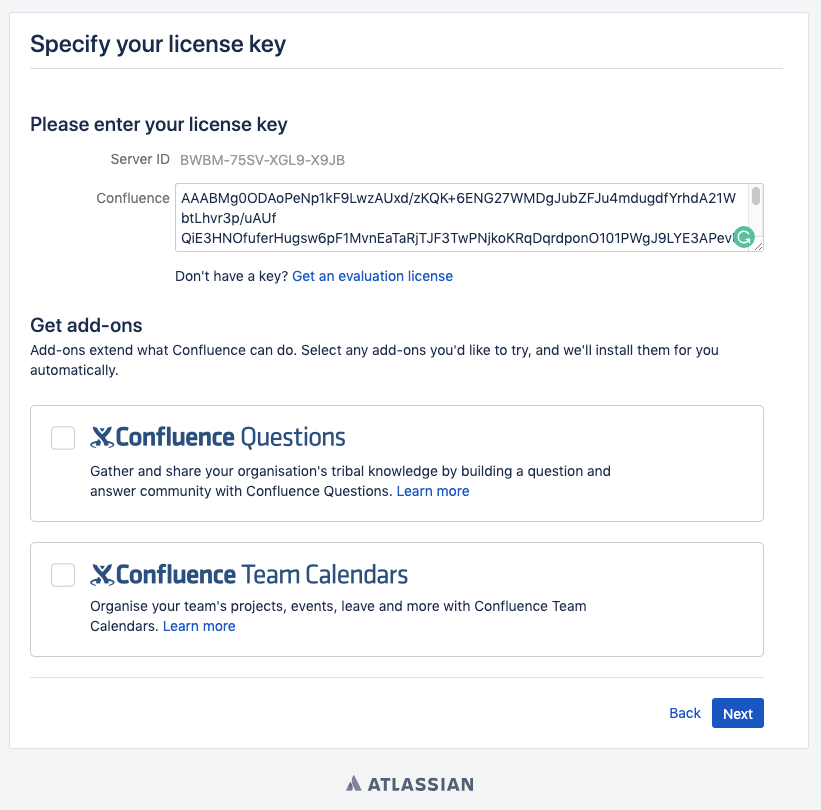 Specify your license key
Please enter your license key
Server ID BWBM-75SV-XGL9-X9JB
Confluence AAABMg0ODAoPeNp1kF9LwzAUxd/zKQK+6ENG27WMDgJubZFJu4mdugdfYrhdA21W
btLhvr3p/uAUf
QiE3HNOfuferHugsw6pF1MvnEaTaRjTJF3TwPNjkoKRqDqrdponO101PWgJ9LYE3APev
Don't have a key? Get an evaluation license
Get add-ons
Add-ons extend what Confluence can do. Select any add-ons you'd like to try, and we'll install them for you
automatically.
Confluence Questions
Gather and share your organisation's tribal knowledge by building a question and
answer community with Confluence Questions. Learn more
Confluence Team Calendars
Organise your team's projects, events, leave and more with Confluence Team
Calendars. Learn more
Back Next
ATLASSIAN